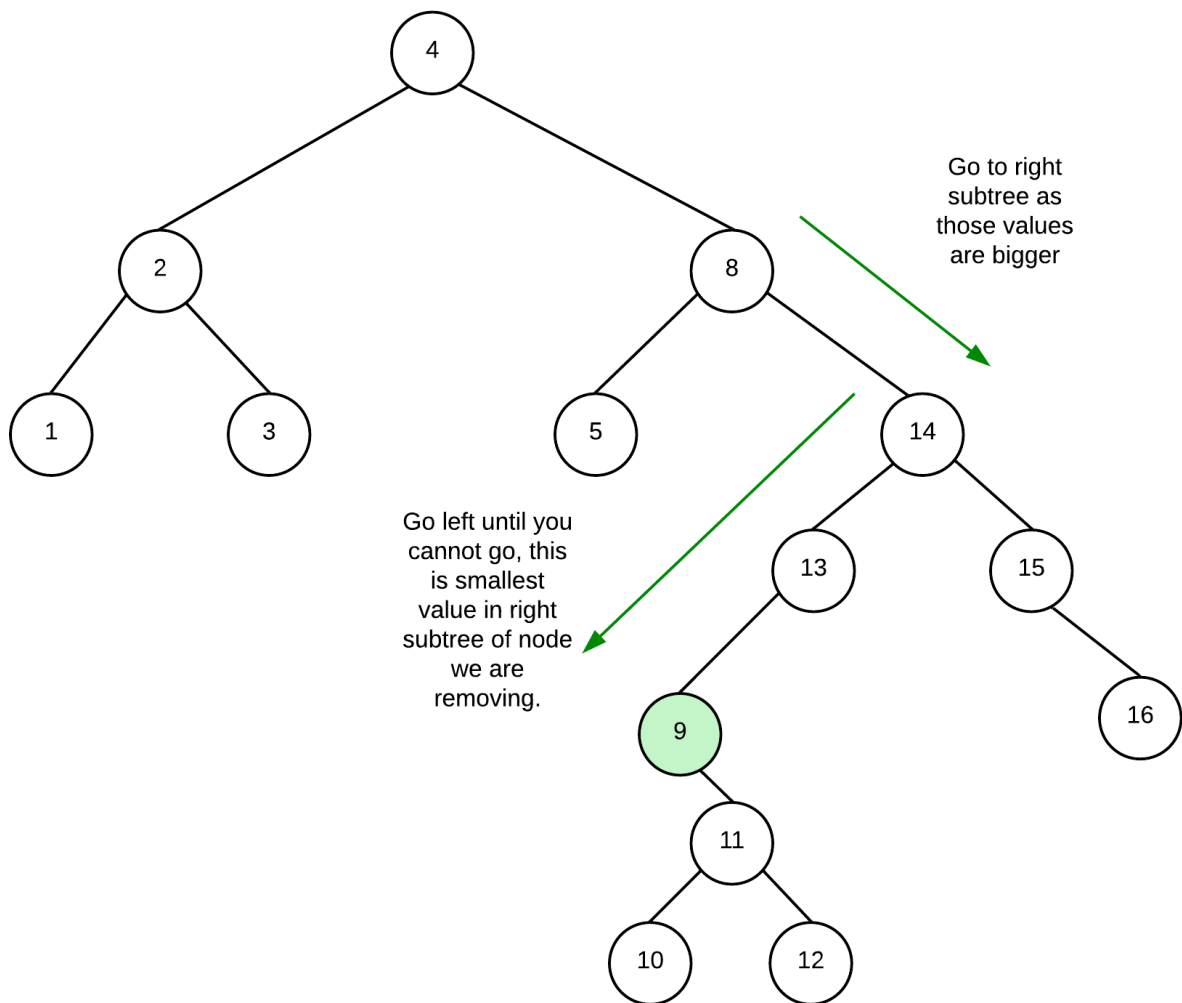 4
Go to right
subtree as
those values
are bigger
2
8
1
3
5
14
Go left until you
cannot go, this
is smallest
value in right
subtree of node
we are
removing.
13
15
9
16
11
10
12